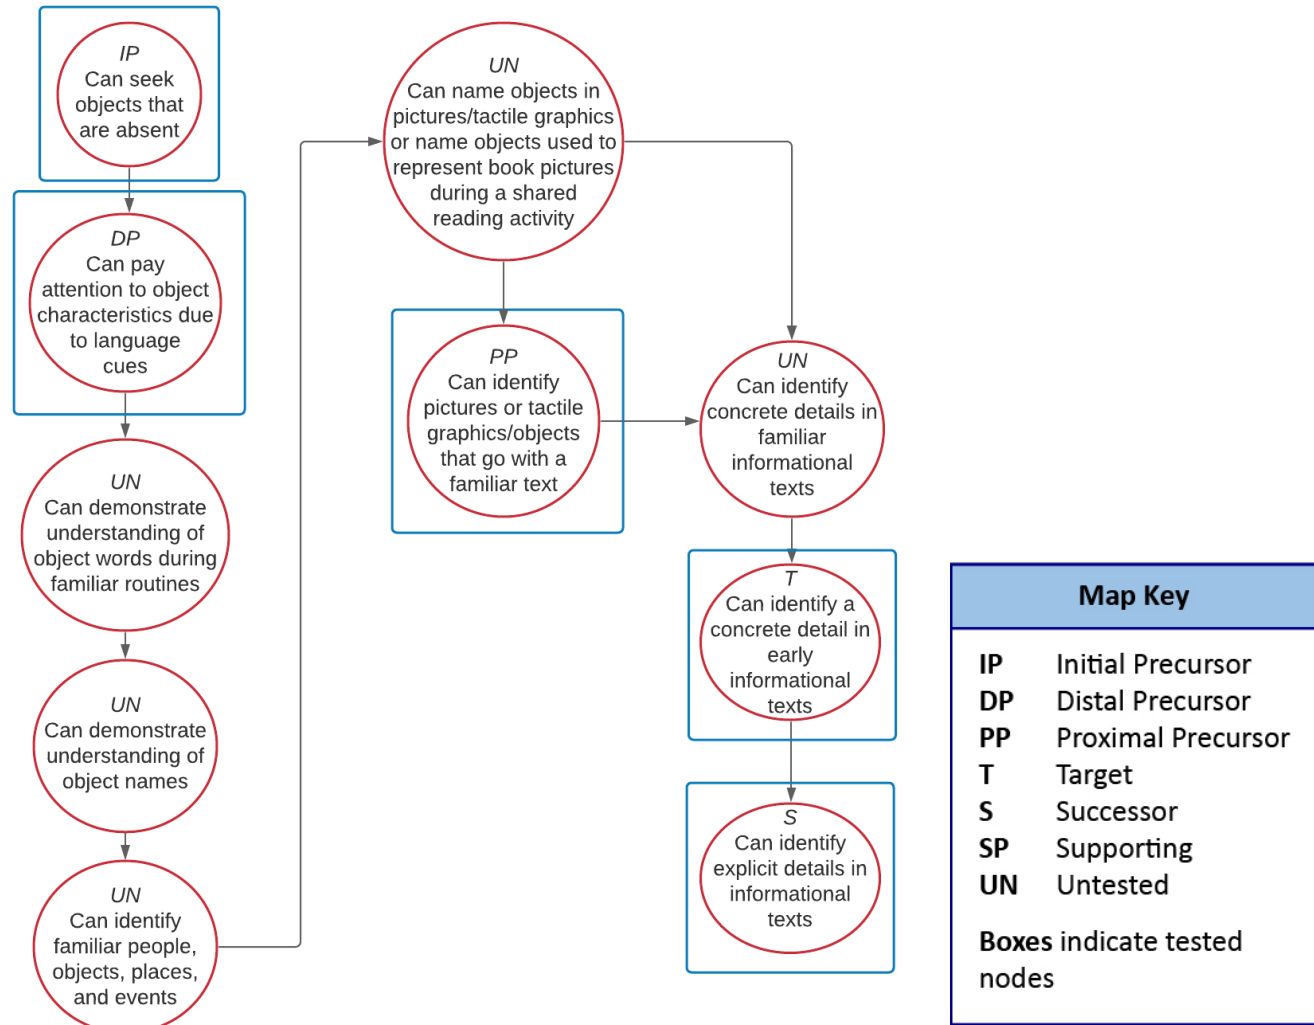 IP
Can seek
objects that
are absent
DP
Can pay
attention to object
characteristics due
to language
cues
UN
Can demonstrate
understanding of
object words during
familiar routines
UN
Can demonstrate
understanding of
object names
UN
Can identify
familiar people,
objects, places,
and events
UN
Can name objects in
pictures/tactile graphics
or name objects used to
represent book pictures
during a shared
reading activity
PP
Can identify
pictures or tactile
graphics/objects
that go with a
familiar text
UN
Can identify
concrete details in
familiar
informational
texts
T
Can identify a
concrete detail in
early
informational
texts
S
Can identify
explicit details in
informational
texts
Map Key
IP Initial Precursor
DP Distal Precursor
PP Proximal Precursor
T Target
S Successor
SP Supporting
UN Untested
Boxes indicate tested
nodes